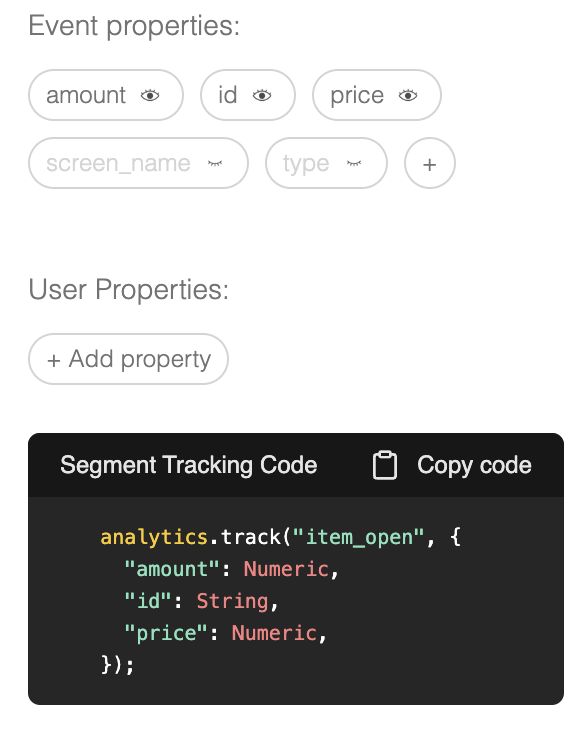 Event properties:
amount id price
screen_name type +
User Properties:
+ Add property
Segment Tracking Code Copy code
analytics.track("item_open", {
"amount": Numeric,
"id": String,
"price": Numeric,
});